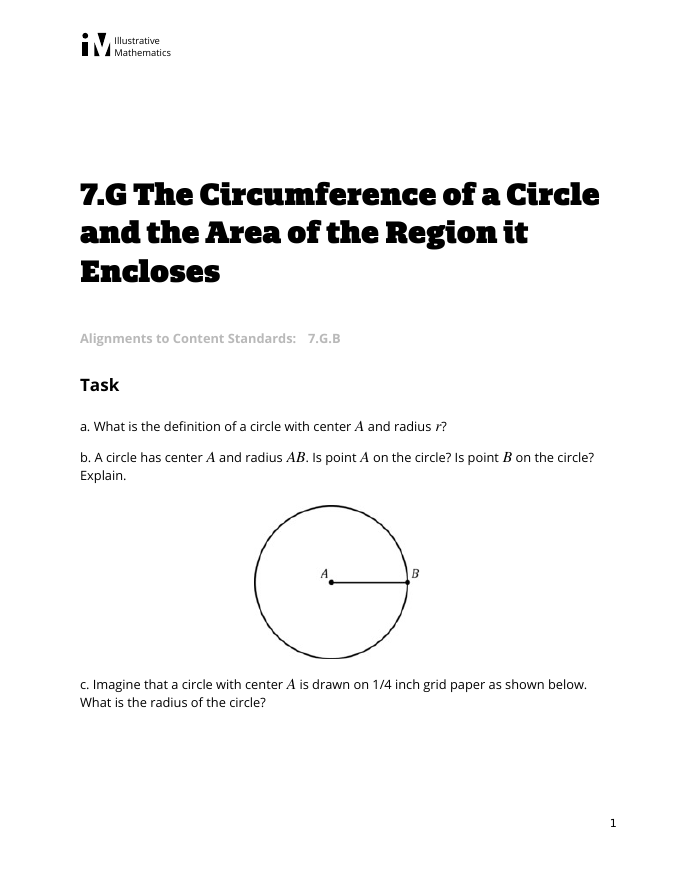 Illustrative
Mathematics
7.G The Circumference of a Circle
and the Area of the Region it
Encloses
Alignments to Content Standards: 7.G.B
Task
a. What is the definition of a circle with center A and radius r?
b. A circle has center A and radius AB. Is point A on the circle? Is point B on the circle?
Explain.
A
B
c. Imagine that a circle with center A is drawn on 1/4 inch grid paper as shown below.
What is the radius of the circle?
1